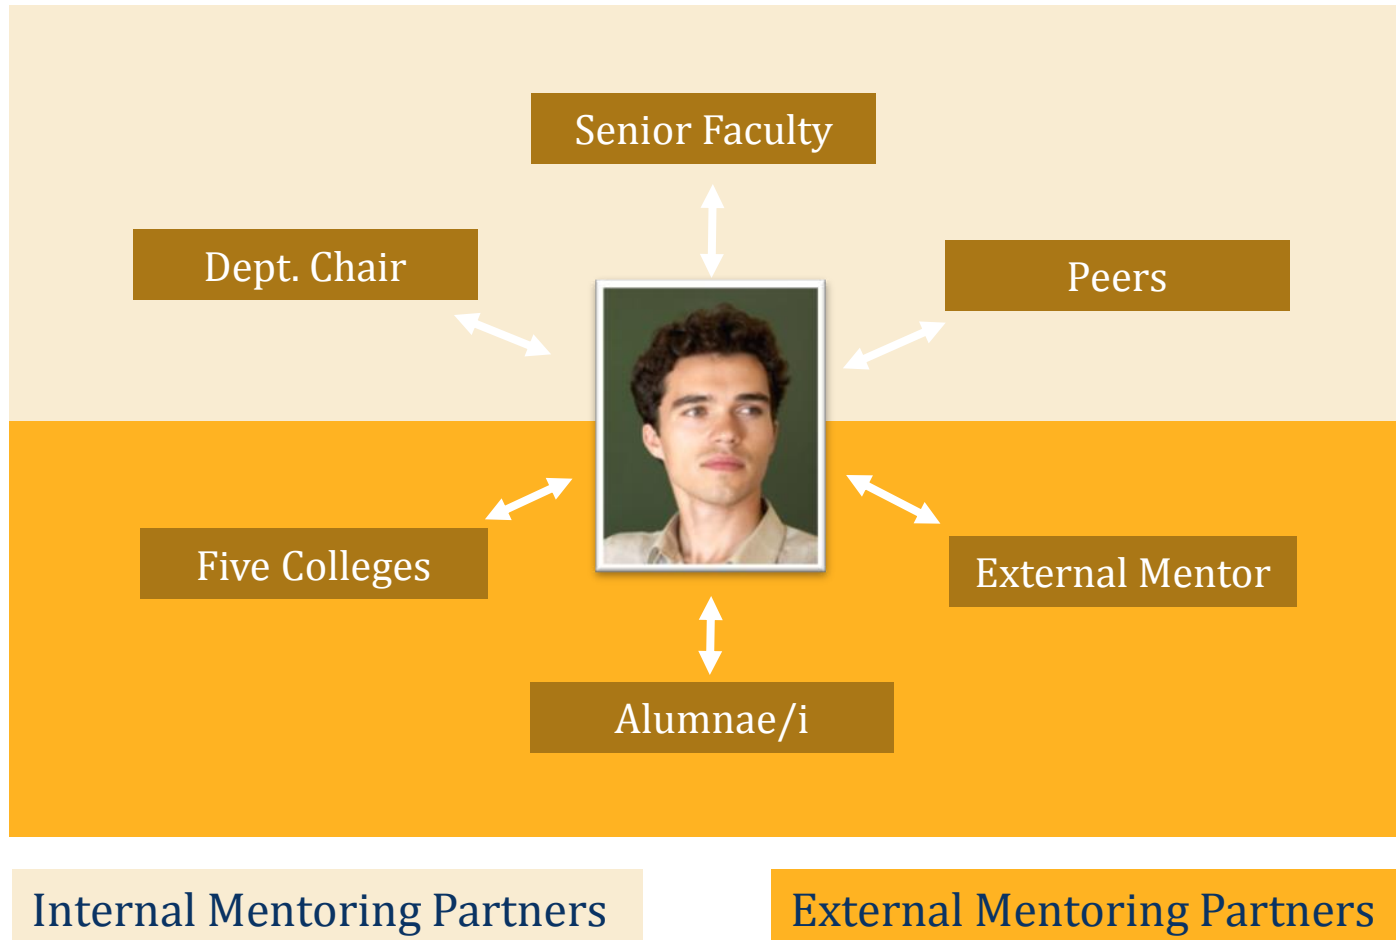 Senior Faculty
Dept. Chair
Peers
Five Colleges
External Mentor
Alumnae/i
Internal Mentoring Partners
External Mentoring Partners